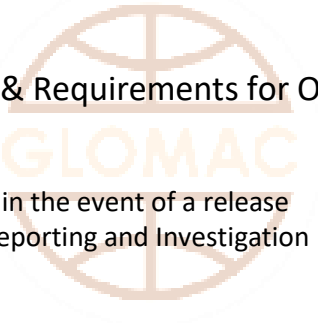 & Requirements for O
GLOMAC
in the event of a release
eporting and Investigation